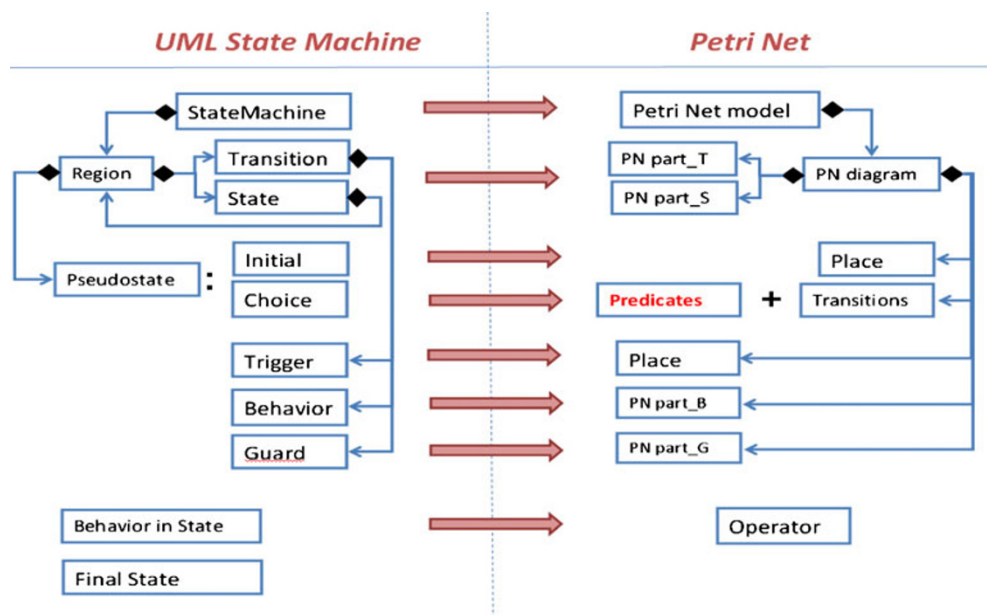 UML State Machine
Petri Net
StateMachine
Petri Net model
Region
Transition
State
PN part_T
PN part_S
PN diagram
Pseudostate
:
Initial
Choice
Place
Predicates
+
Transitions
Trigger
Behavior
Guard
Place
PN part_B
PN part_G
Behavior in State
Operator
Final State